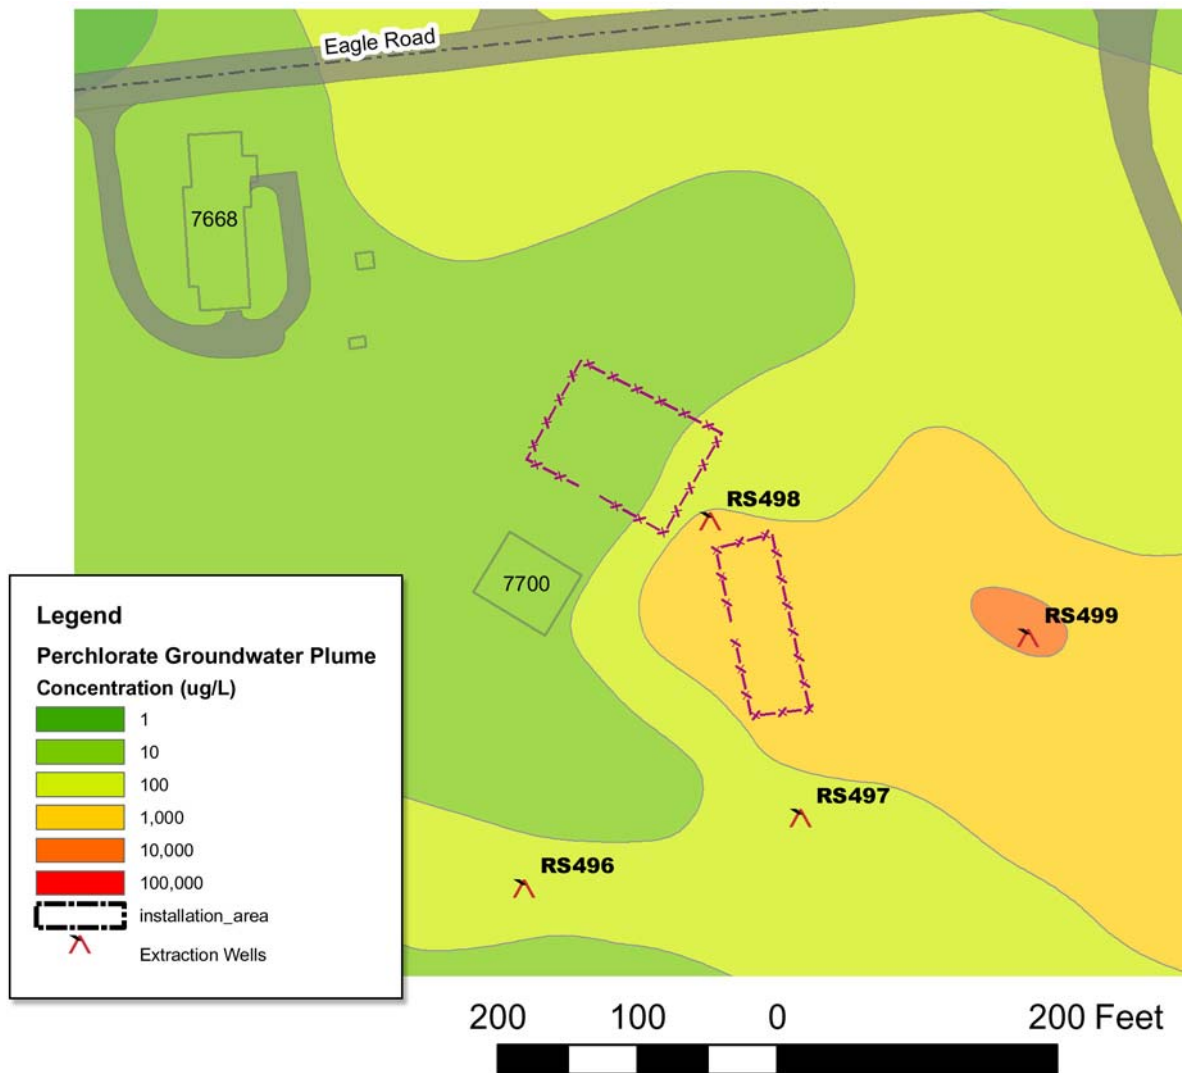 Eagle Road
7668
RS498
7700
RS499
RS497
RS496
Legend
Perchlorate Groundwater Plume
Concentration (ug/L)
1
10
100
1,000
10,000
100,000
installation_area
Extraction Wells
200 100 0 200 Feet